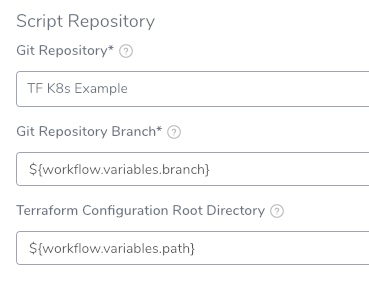 Script Repository
Git Repository* ?
TF K8s Example
Git Repository Branch* ?
${workflow.variables.branch}
Terraform Configuration Root Directory ?
${workflow.variables.path}